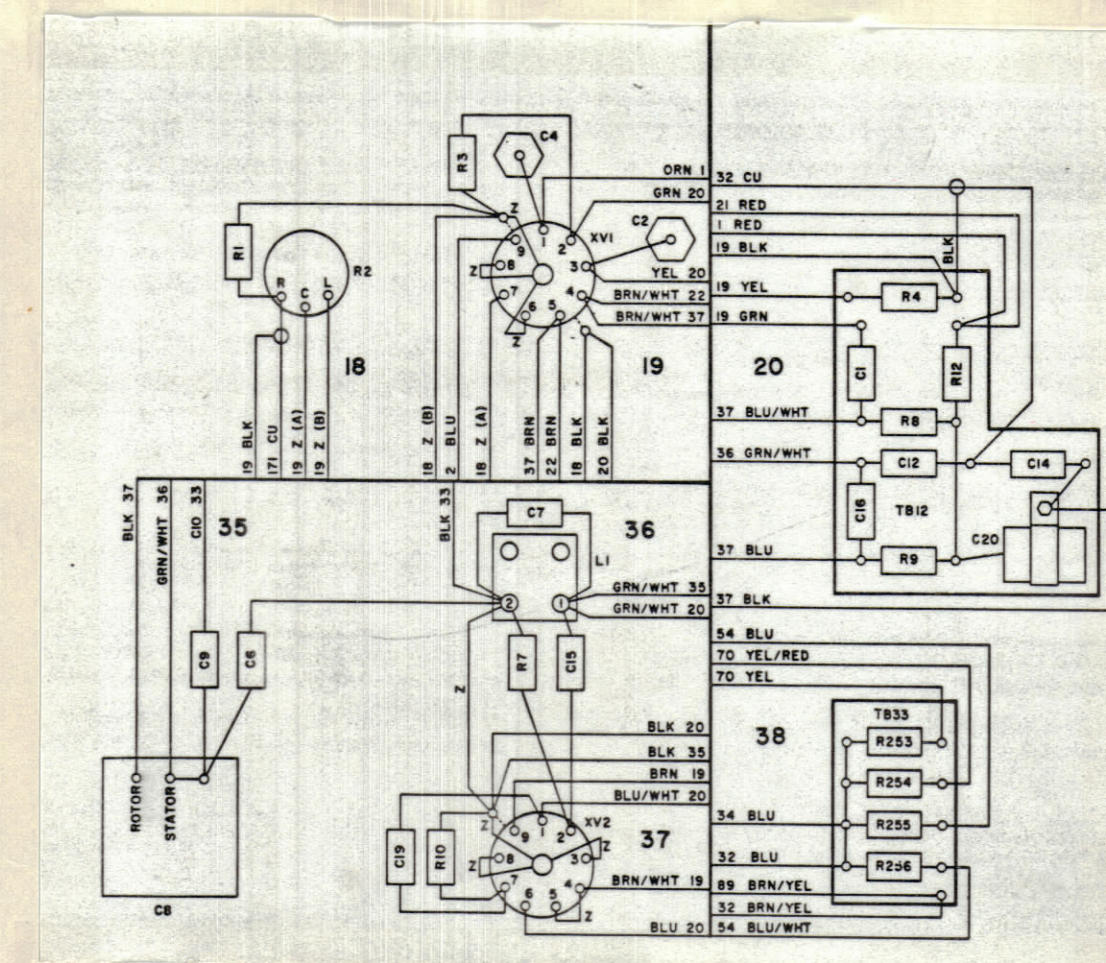 C4
R3
ORN 1
32 CU
GRN 20
Z
C2
21 RED
XV1
1 RED
1
2
9
R1
19 BLK
BLK
8
Z
3
YEL 20
R2
R
C
L
7
4
BRN/WHT 22
19 YEL
R4
6
5
BRN/WHT 37
19 GRN
Z
18
19
20
C1
R12
19 BLK
171 CU
19 Z (A)
19 Z (B)
18 Z (B)
2 BLU
18 Z (A)
37 BRN
22 BRN
18 BLK
20 BLK
37 BLU/WHT
R8
36 GRN/WHT
C12
C14
C16
TB12
C20
37 BLU
R9
BLK 37
GRN/WHT 36
C10 33
35
BLK 33
C7
36
L1
2
1
GRN/WHT 35
GRN/WHT 20
37 BLK
54 BLU
70 YEL/RED
70 YEL
C9
C6
Z
R7
C15
BLK 20
38
TB33
R253
BLK 35
BRN 19
R254
BLU/WHT 20
ROTOR
STATOR
XV2
34 BLU
R255
Z
9
1
2
37
C19
R10
Z
8
3
Z
32 BLU
R256
7
4
BRN/WHT 19
89 BRN/YEL
6
5
Z
32 BRN/YEL
C8
BLU 20
54 BLU/WHT